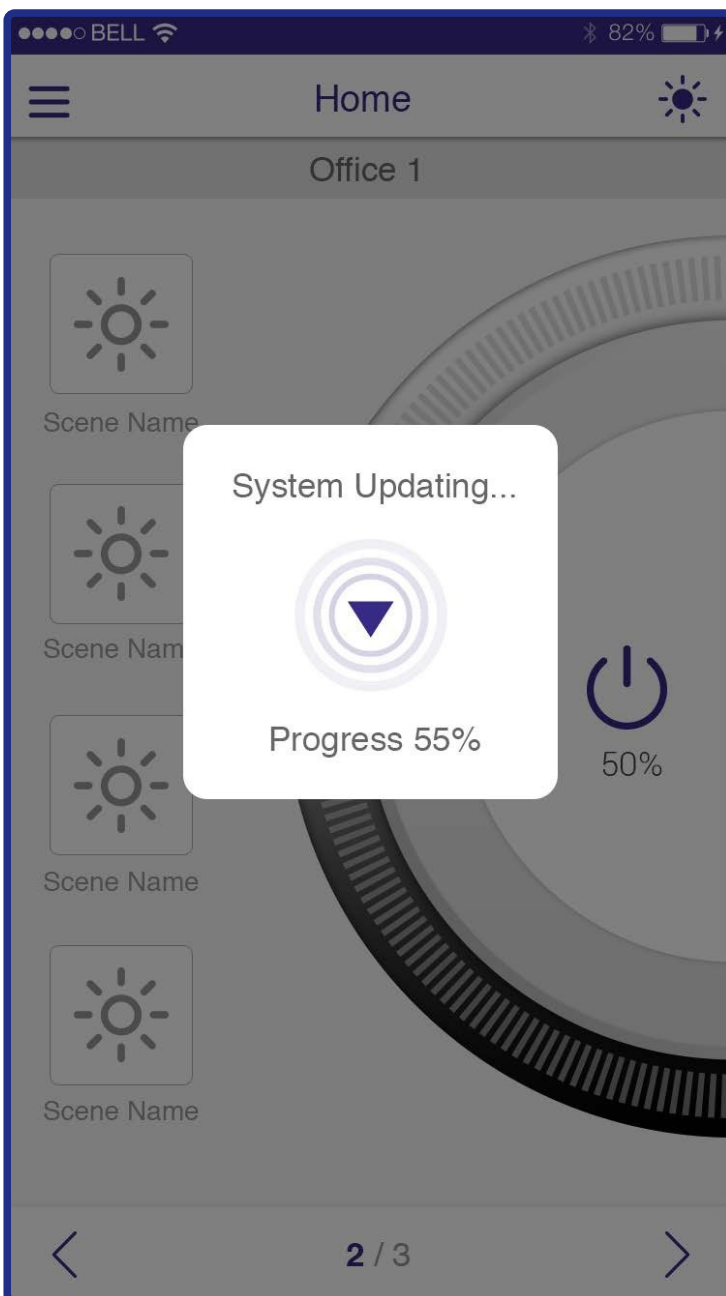 BELL 82%
Home
Office 1
Scene Name
System Updating...
Scene Nam
Progress 55%
50%
Scene Name
Scene Name
2 / 3